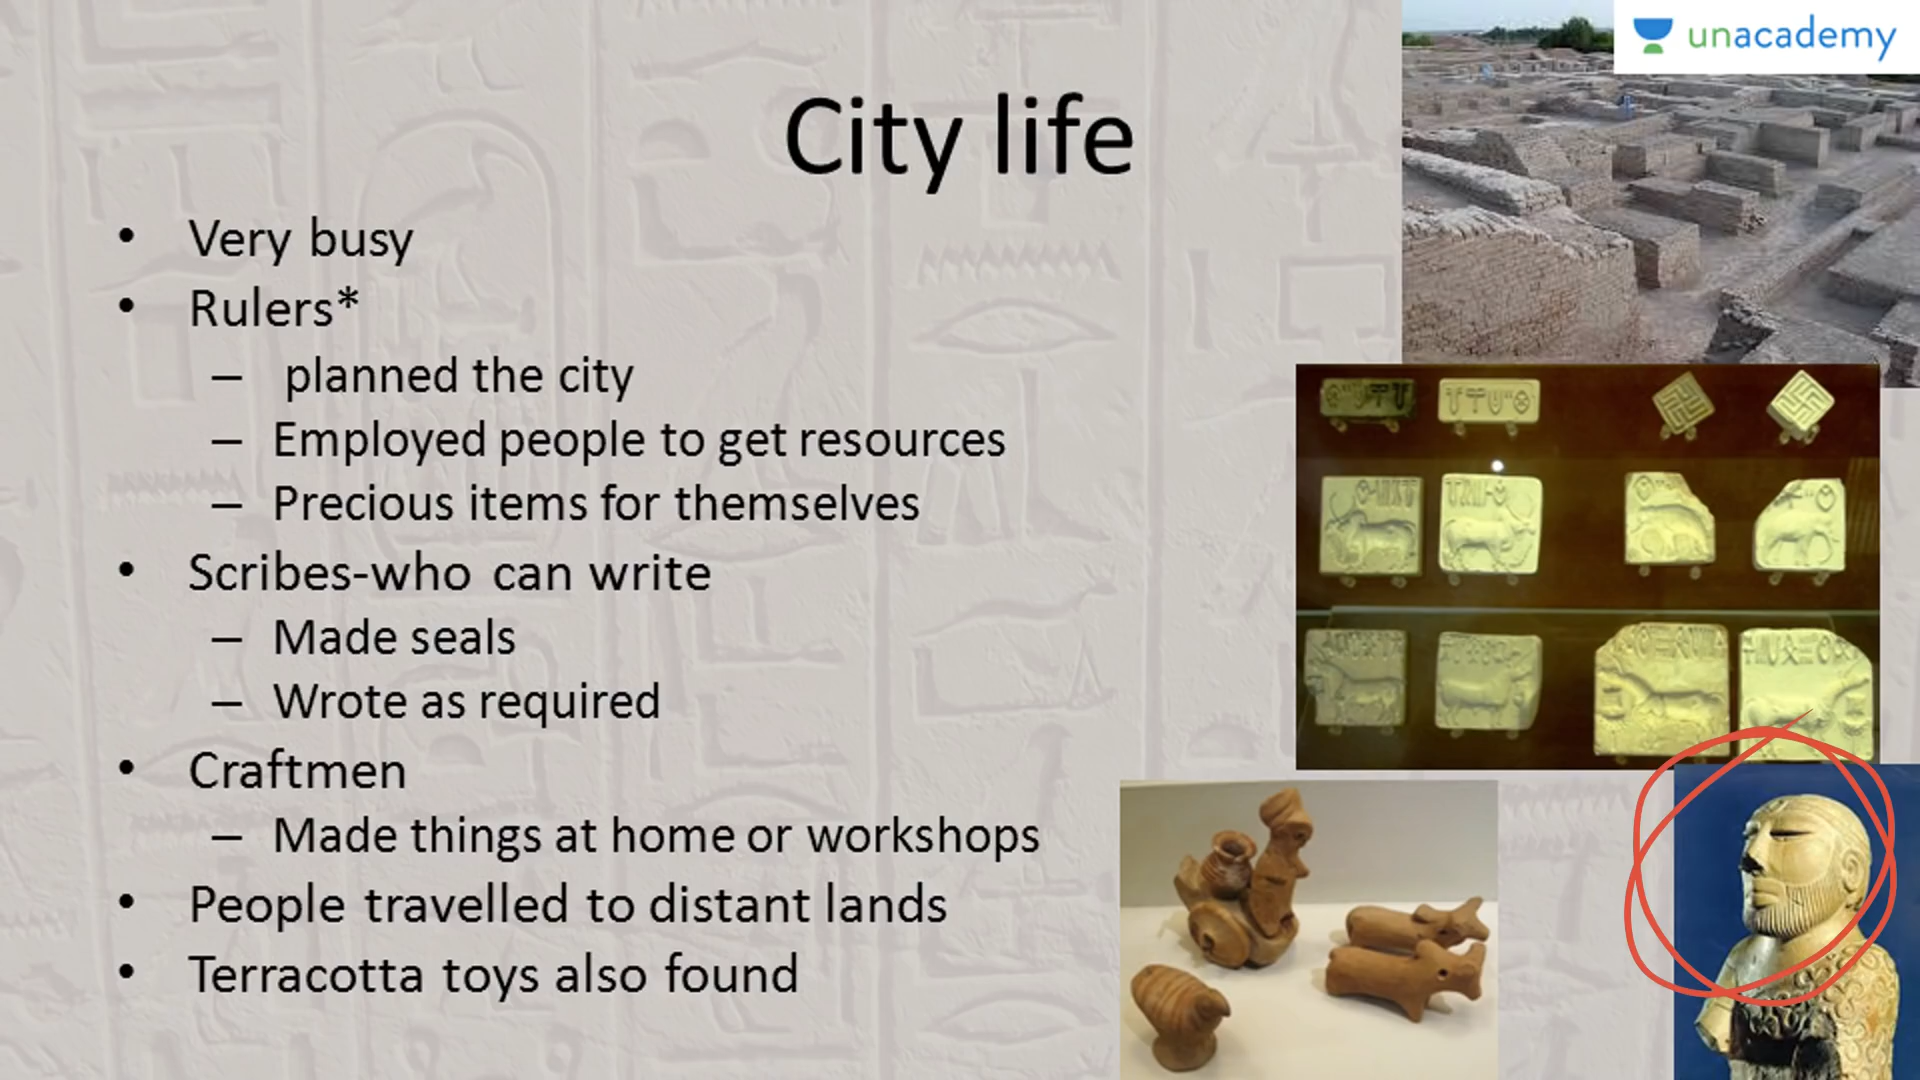 unacademy
City life
• Very busy
• Rulers*
– planned the city
– Employed people to get resources
– Precious items for themselves
• Scribes-who can write
– Made seals
– Wrote as required
• Craftmen
– Made things at home or workshops
• People travelled to distant lands
• Terracotta toys also found